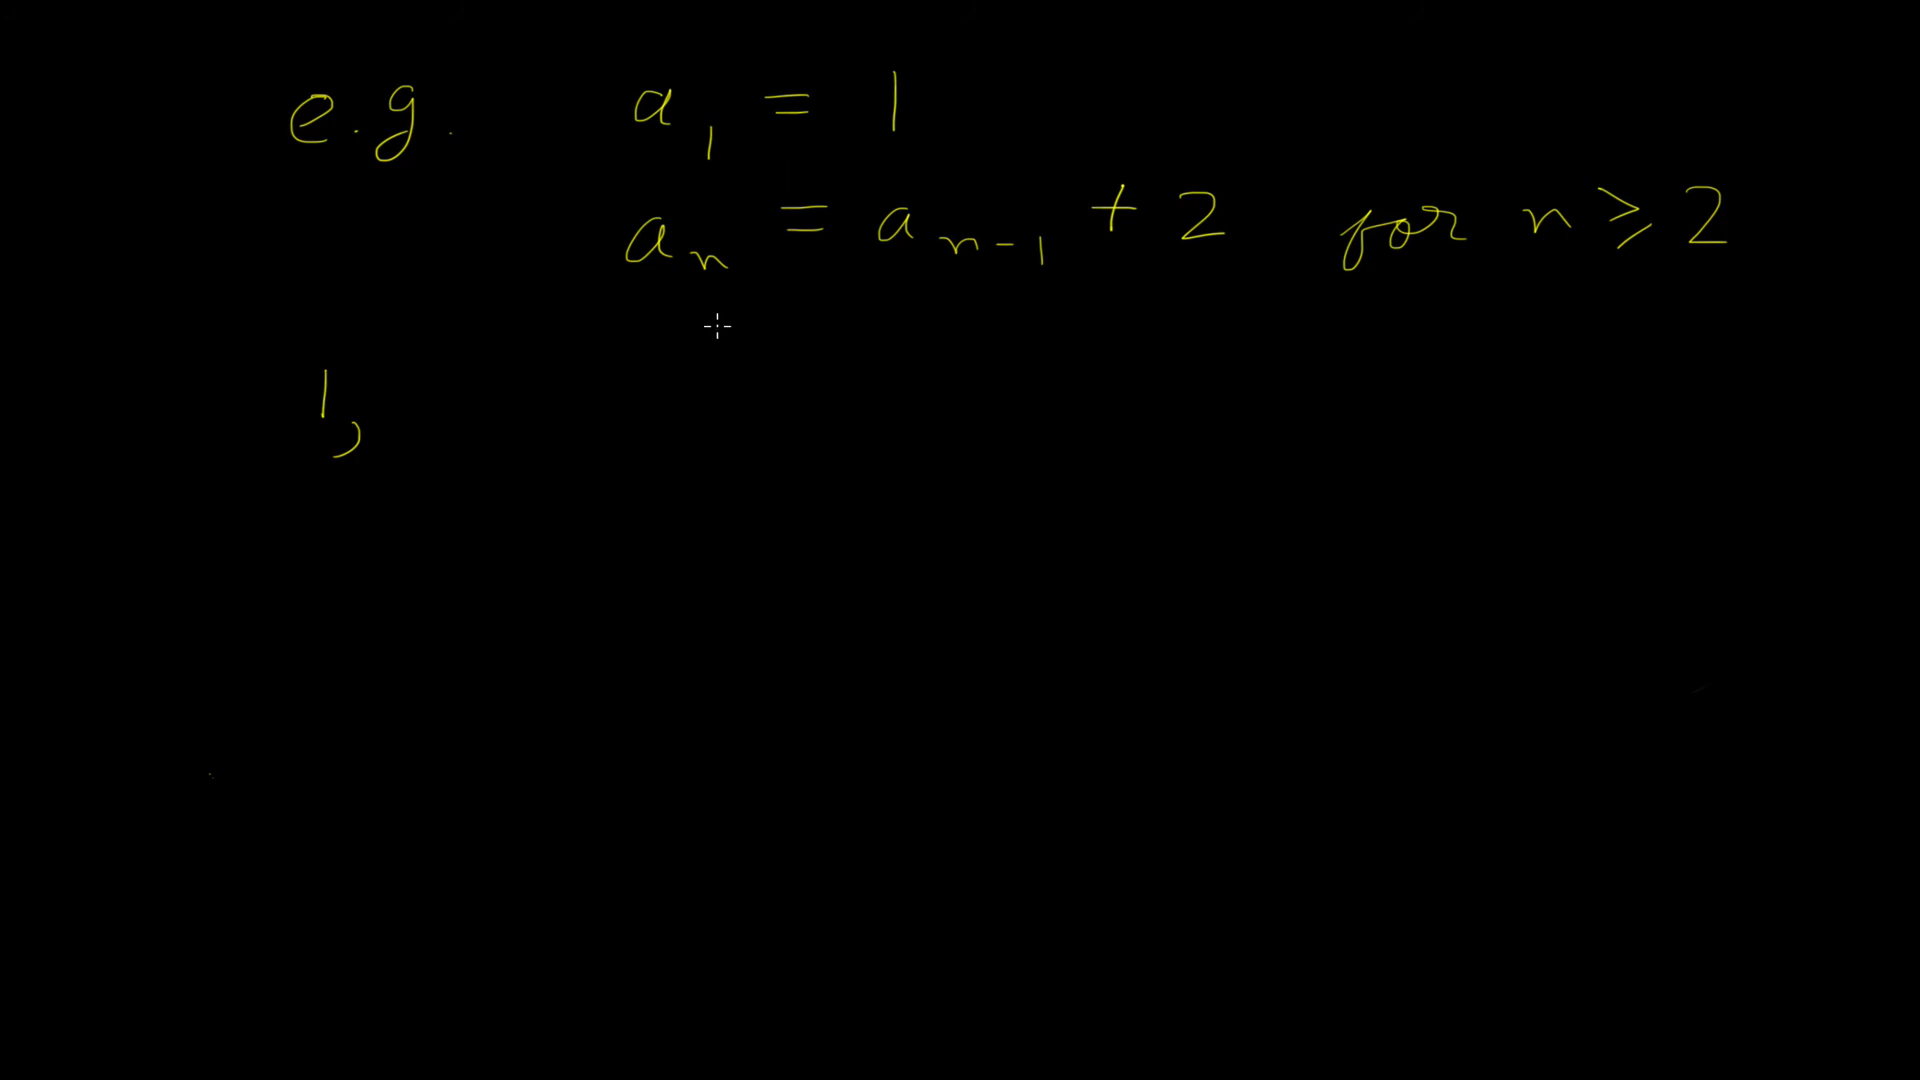 e.g. a₁ = 1
aₙ = aₙ₋₁ + 2 for n ≥ 2
1,